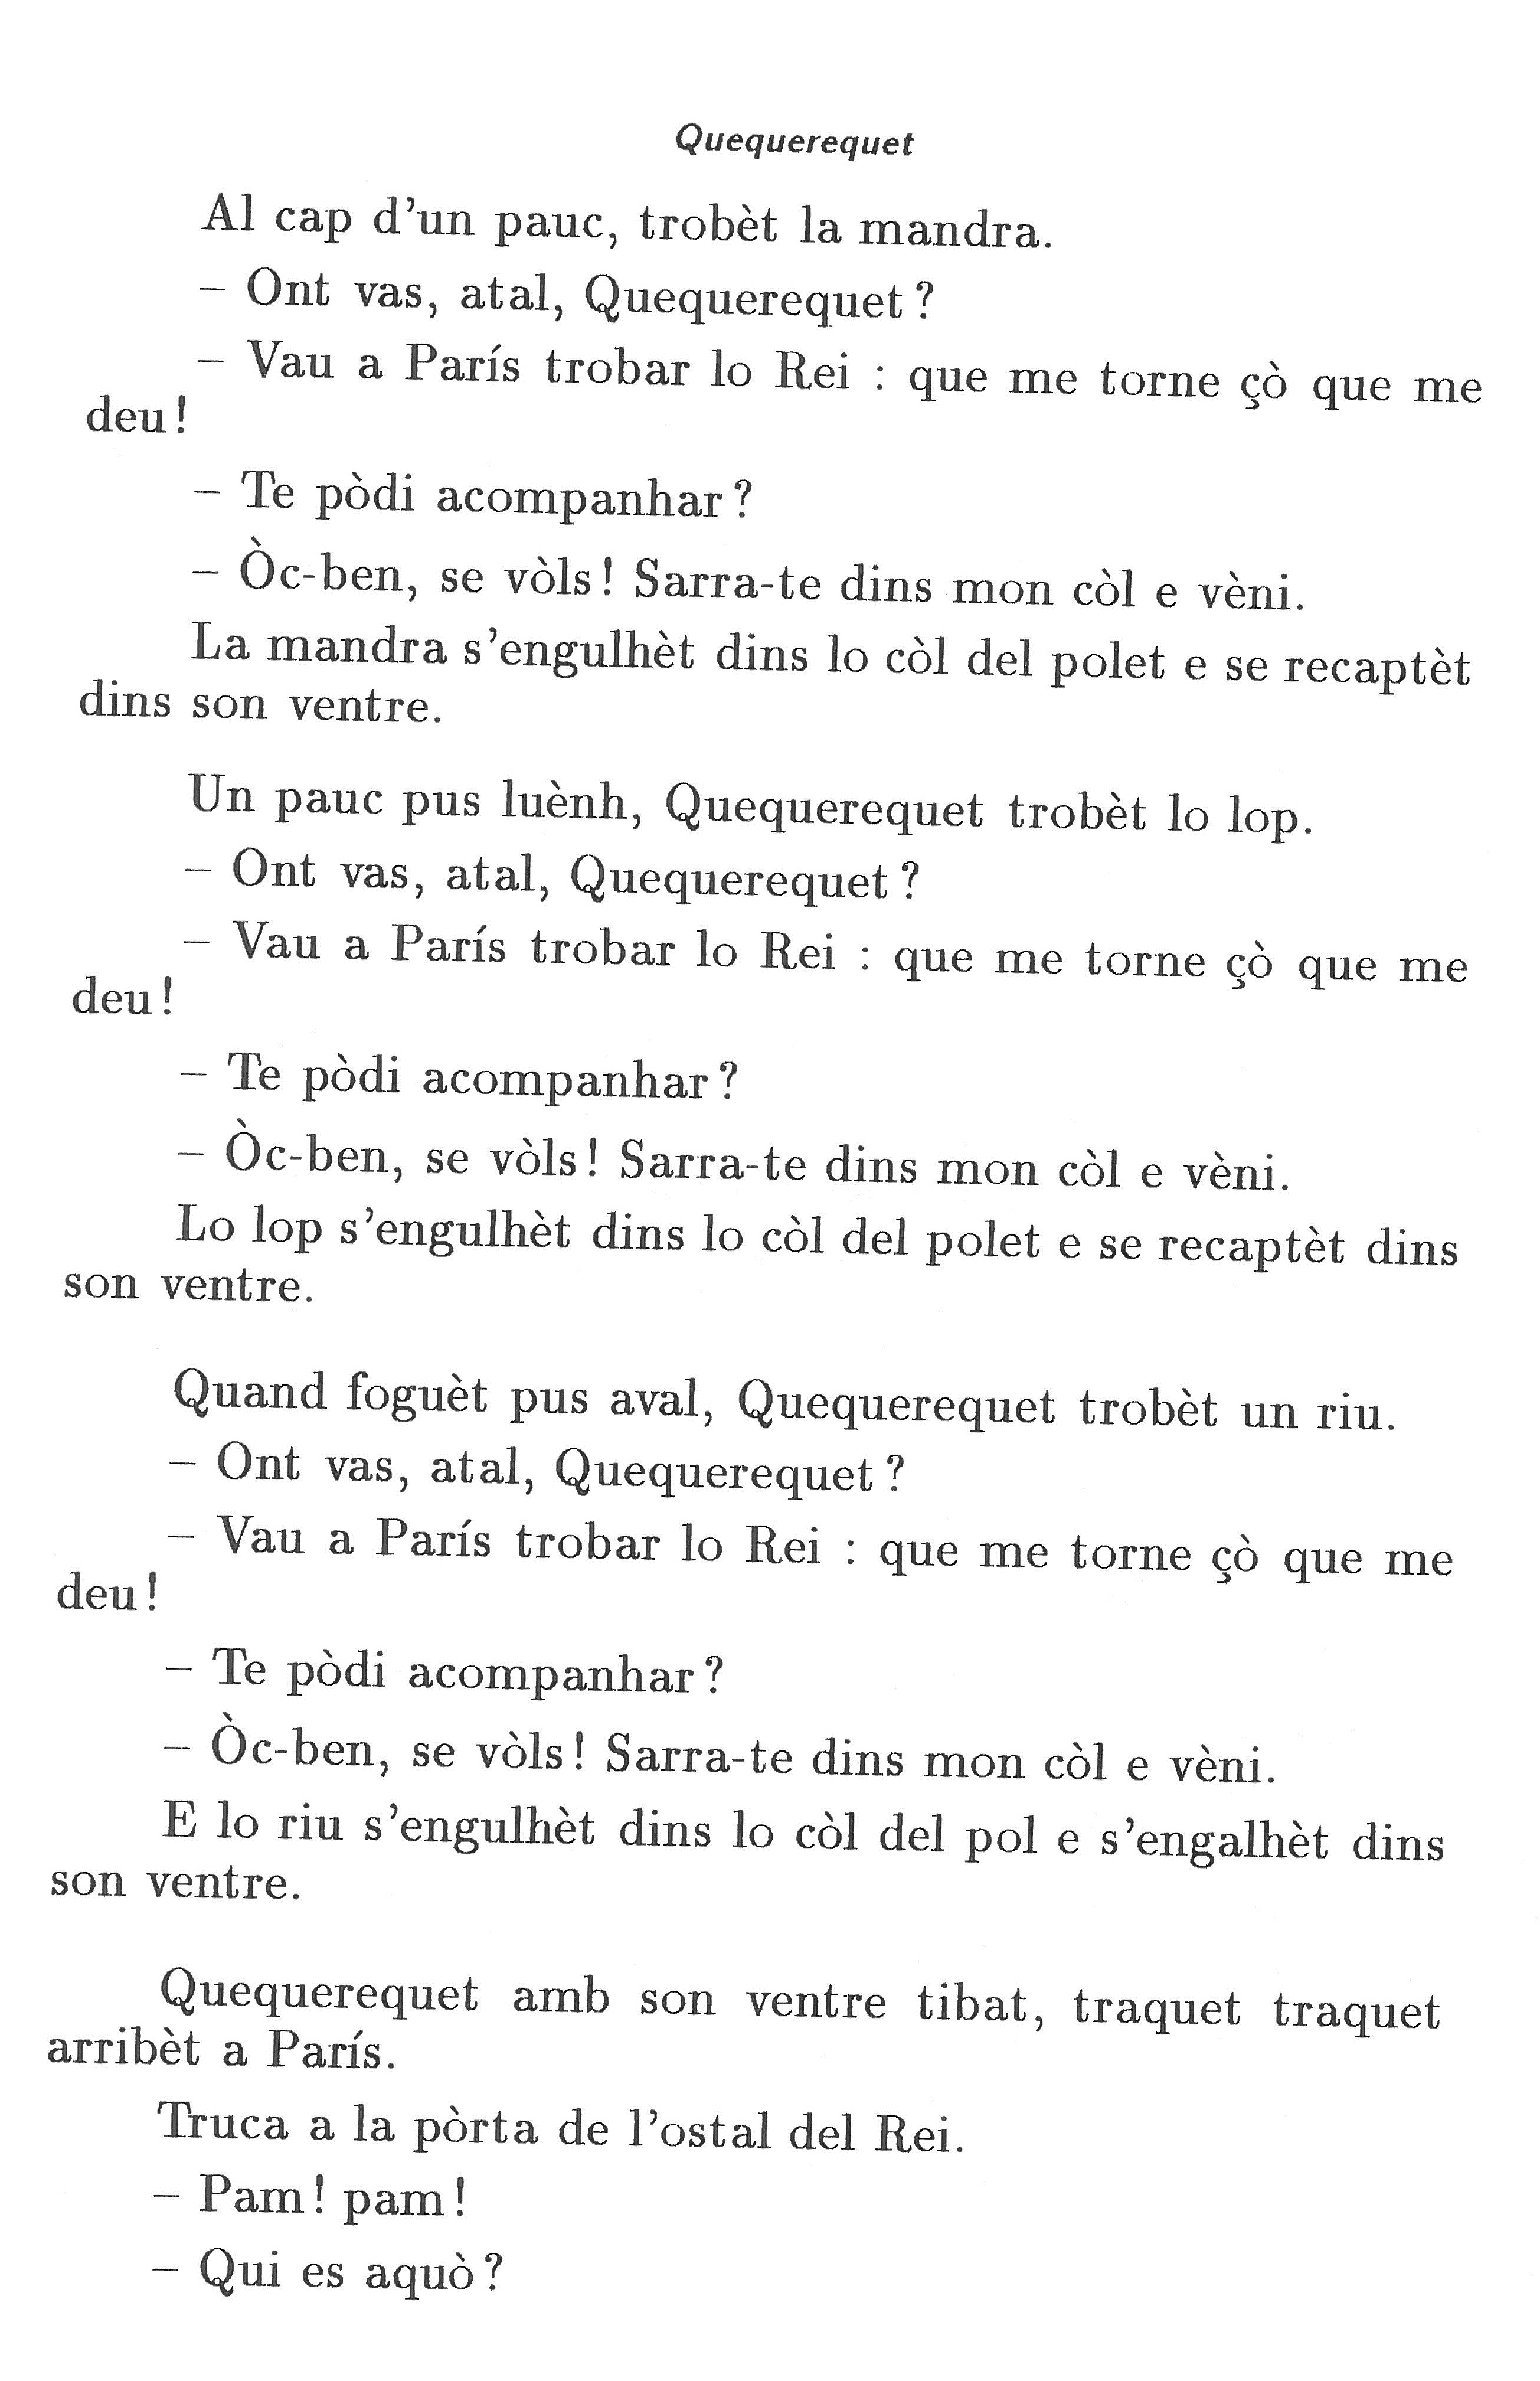 Quequerequet
Al cap d'un pauc, trobèt la mandra.
– Ont vas, atal, Quequerequet ?
– Vau a París trobar lo Rei : que me torne çò que me
deu !
– Te pòdi acompanhar ?
– Òc-ben, se vòls ! Sarra-te dins mon còl e vèni.
La mandra s'engulhèt dins lo còl del polet e se recaptèt
dins son ventre.
Un pauc pus luènh, Quequerequet trobèt lo lop.
– Ont vas, atal, Quequerequet ?
– Vau a París trobar lo Rei : que me torne çò que me
deu !
– Te pòdi acompanhar ?
– Òc-ben, se vòls ! Sarra-te dins mon còl e vèni.
Lo lop s'engulhèt dins lo còl del polet e se recaptèt dins
son ventre.
Quand foguèt pus aval, Quequerequet trobèt un riu.
– Ont vas, atal, Quequerequet ?
– Vau a París trobar lo Rei : que me torne çò que me
deu !
– Te pòdi acompanhar ?
– Òc-ben, se vòls ! Sarra-te dins mon còl e vèni.
E lo riu s'engulhèt dins lo còl del pol e s'engalhèt dins
son ventre.
Quequerequet amb son ventre tibat, traquet traquet
arribèt a París.
Truca a la pòrta de l'ostal del Rei.
– Pam ! pam !
– Qui es aquò ?